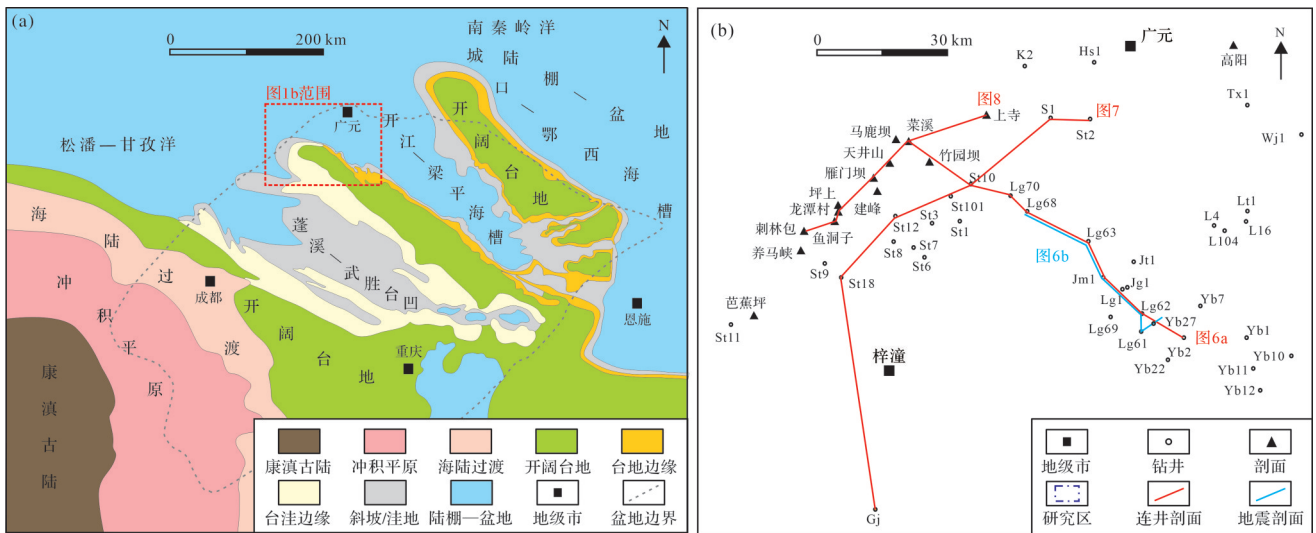 (a)
南秦岭洋
0 200 km
N
城口—鄂西海槽
陆棚—盆地
图1b范围
广元
开江—梁平海槽
开阔台地
松潘—甘孜洋
海陆过渡
蓬溪—武胜台凹
冲积平原
成都
恩施
开阔台地
重庆
康滇古陆
康滇古陆
冲积平原
海陆过渡
开阔台地
台地边缘
台洼边缘
斜坡/洼地
陆棚—盆地
地级市
盆地边界
(b)
0 30 km
广元
N
K2
Hs1
高阳
Tx1
图8
上寺
S1
图7
St2
Wj1
马鹿坝
菜溪
天井山
竹园坝
雁门坝
St10
坪上
建峰
龙潭村
刺林包
鱼洞子
养马峡
St101
Lg70
Lg68
St12
St3
St1
Lt1
L4
L104
L16
St8
St7
St6
St9
St18
Lg63
图6b
Jt1
Jm1
Jg1
Lg1
Lg62
Yb7
芭蕉坪
St11
Lg69
Yb27
Lg61
图6a
Yb1
Yb2
Yb22
Yb10
Yb11
Yb12
梓潼
Gj
地级市
钻井
剖面
研究区
连井剖面
地震剖面